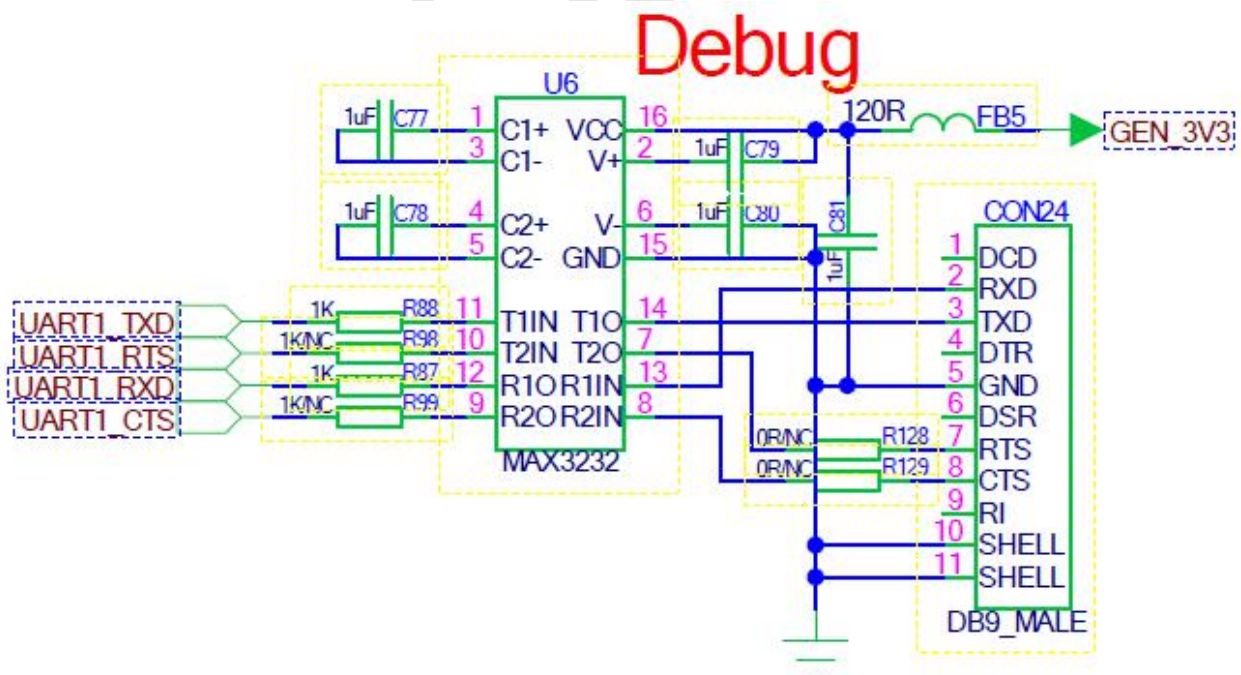 Debug
U6
120R
FB5
GEN_3V3
1uF
C77
1
C1+
VCC
16
3
C1-
V+
2
1uF
C79
1uF
C78
4
C2+
V-
6
1uF
C80
5
C2-
GND
15
C81
1uF
CON24
1
DCD
2
RXD
UART1_TXD
1K
R88
11
T1IN
T1O
14
3
TXD
UART1_RTS
1K/NC
R98
10
T2IN
T2O
7
4
DTR
UART1_RXD
1K
R87
12
R1O
R1IN
13
5
GND
UART1_CTS
1K/NC
R99
9
R2O
R2IN
8
6
DSR
MAX3232
0R/NC
R128
7
RTS
0R/NC
R129
8
CTS
9
RI
10
SHELL
11
SHELL
DB9_MALE